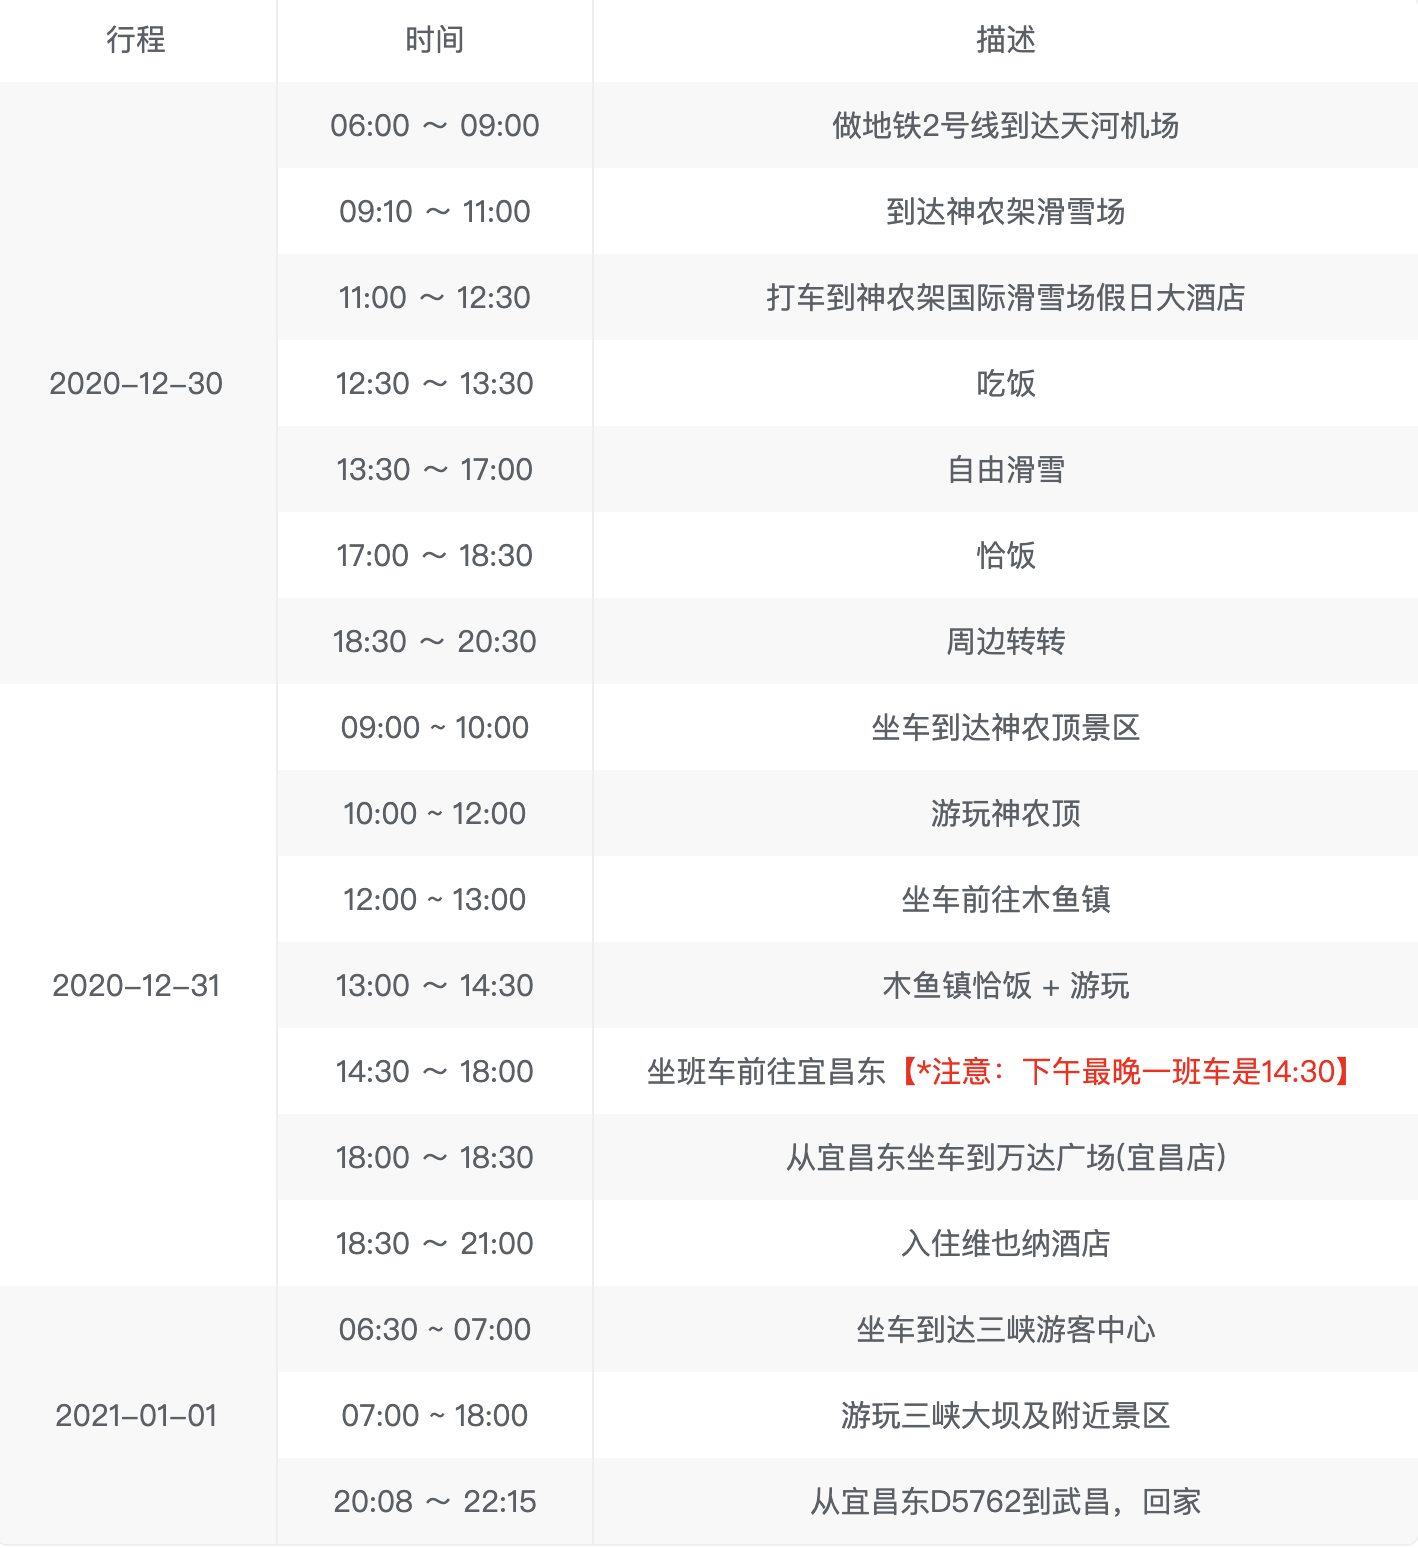 行程 时间 描述
06:00 ～ 09:00 做地铁2号线到达天河机场
09:10 ～ 11:00 到达神农架滑雪场
11:00 ～ 12:30 打车到神农架国际滑雪场假日大酒店
2020-12-30 12:30 ～ 13:30 吃饭
13:30 ～ 17:00 自由滑雪
17:00 ～ 18:30 恰饭
18:30 ～ 20:30 周边转转
09:00 ~ 10:00 坐车到达神农顶景区
10:00 ~ 12:00 游玩神农顶
12:00 ~ 13:00 坐车前往木鱼镇
2020-12-31 13:00 ～ 14:30 木鱼镇恰饭 + 游玩
14:30 ～ 18:00 坐班车前往宜昌东【*注意：下午最晚一班车是14:30】
18:00 ～ 18:30 从宜昌东坐车到万达广场(宜昌店)
18:30 ～ 21:00 入住维也纳酒店
06:30 ~ 07:00 坐车到达三峡游客中心
2021-01-01 07:00 ~ 18:00 游玩三峡大坝及附近景区
20:08 ～ 22:15 从宜昌东D5762到武昌，回家